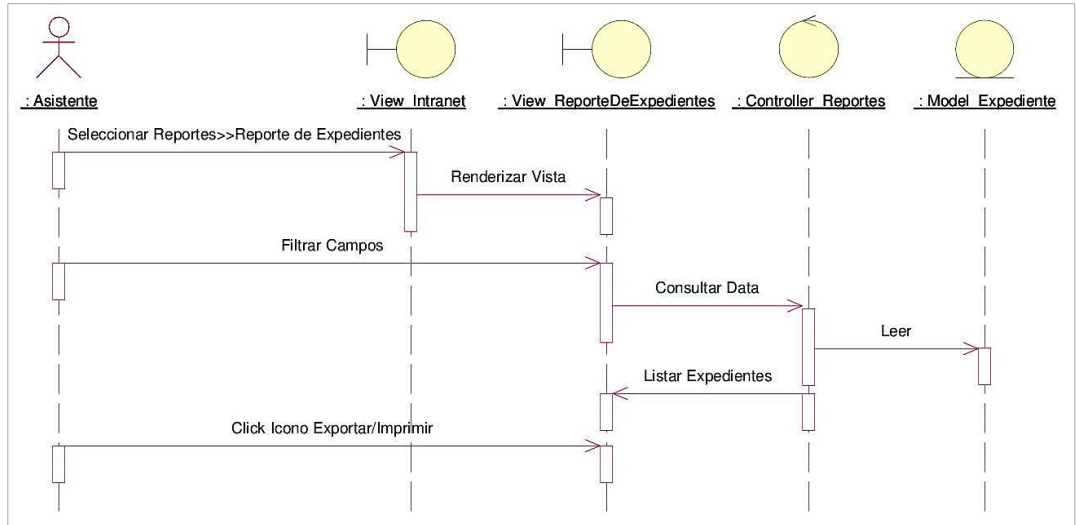 : Asistente
: View_Intranet
: View_ReporteDeExpedientes
: Controller_Reportes
: Model_Expediente
Seleccionar Reportes>>Reporte de Expedientes
Renderizar Vista
Filtrar Campos
Consultar Data
Leer
Listar Expedientes
Click Icono Exportar/Imprimir